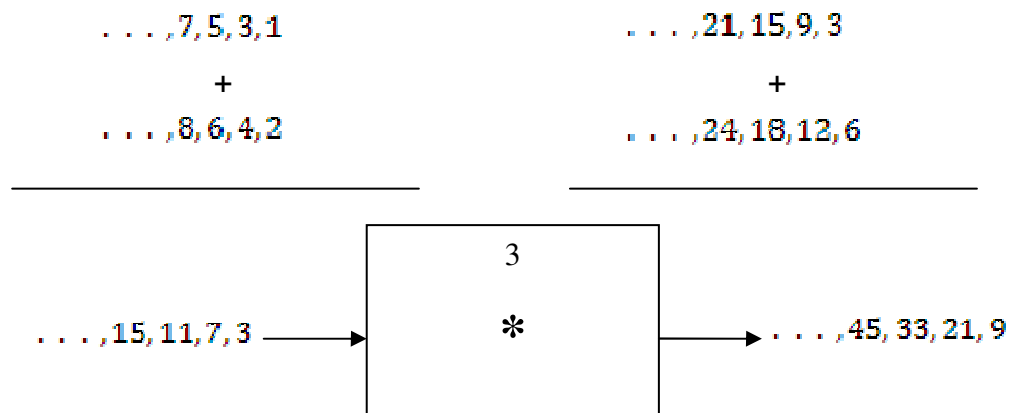 . . . ,7,5,3,1
+
. . . ,8,6,4,2
. . . ,21,15,9,3
+
. . . ,24,18,12,6
3
*
. . . ,15,11,7,3
. . . ,45,33,21,9